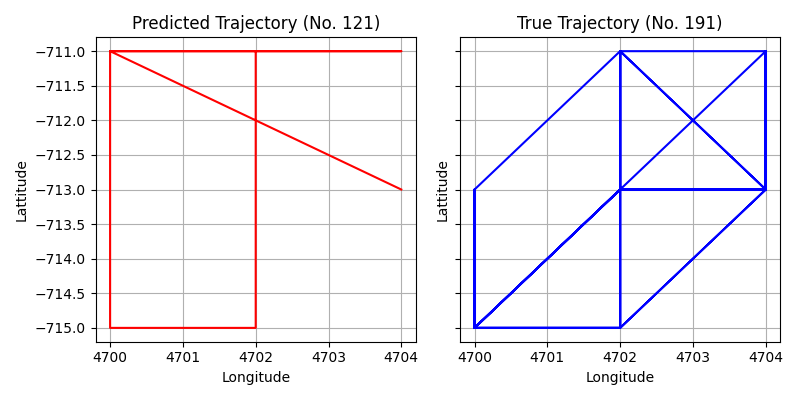 Predicted Trajectory (No. 121)
Lattitude
−711.0
−711.5
−712.0
−712.5
−713.0
−713.5
−714.0
−714.5
−715.0
4700 4701 4702 4703 4704
Longitude
True Trajectory (No. 191)
Lattitude
4700 4701 4702 4703 4704
Longitude